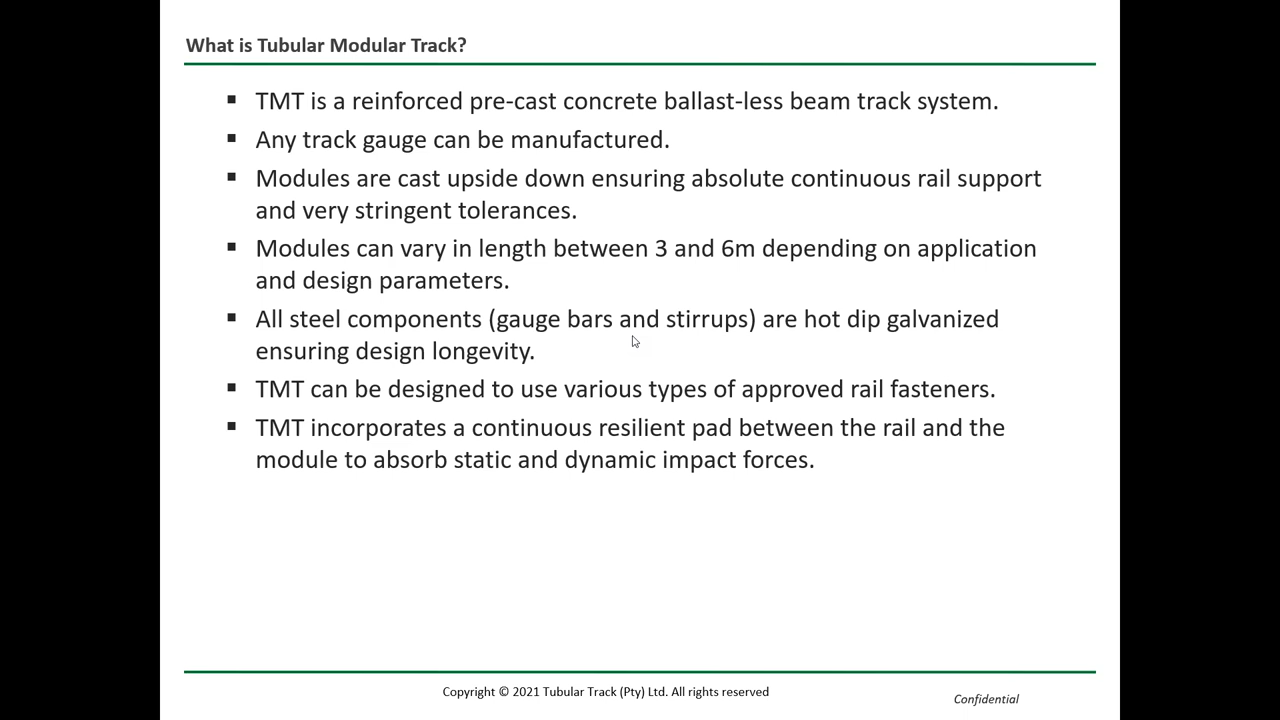 What is Tubular Modular Track?
▪ TMT is a reinforced pre-cast concrete ballast-less beam track system.
▪ Any track gauge can be manufactured.
▪ Modules are cast upside down ensuring absolute continuous rail support
and very stringent tolerances.
▪ Modules can vary in length between 3 and 6m depending on application
and design parameters.
▪ All steel components (gauge bars and stirrups) are hot dip galvanized
ensuring design longevity.
▪ TMT can be designed to use various types of approved rail fasteners.
▪ TMT incorporates a continuous resilient pad between the rail and the
module to absorb static and dynamic impact forces.
Copyright © 2021 Tubular Track (Pty) Ltd. All rights reserved
Confidential